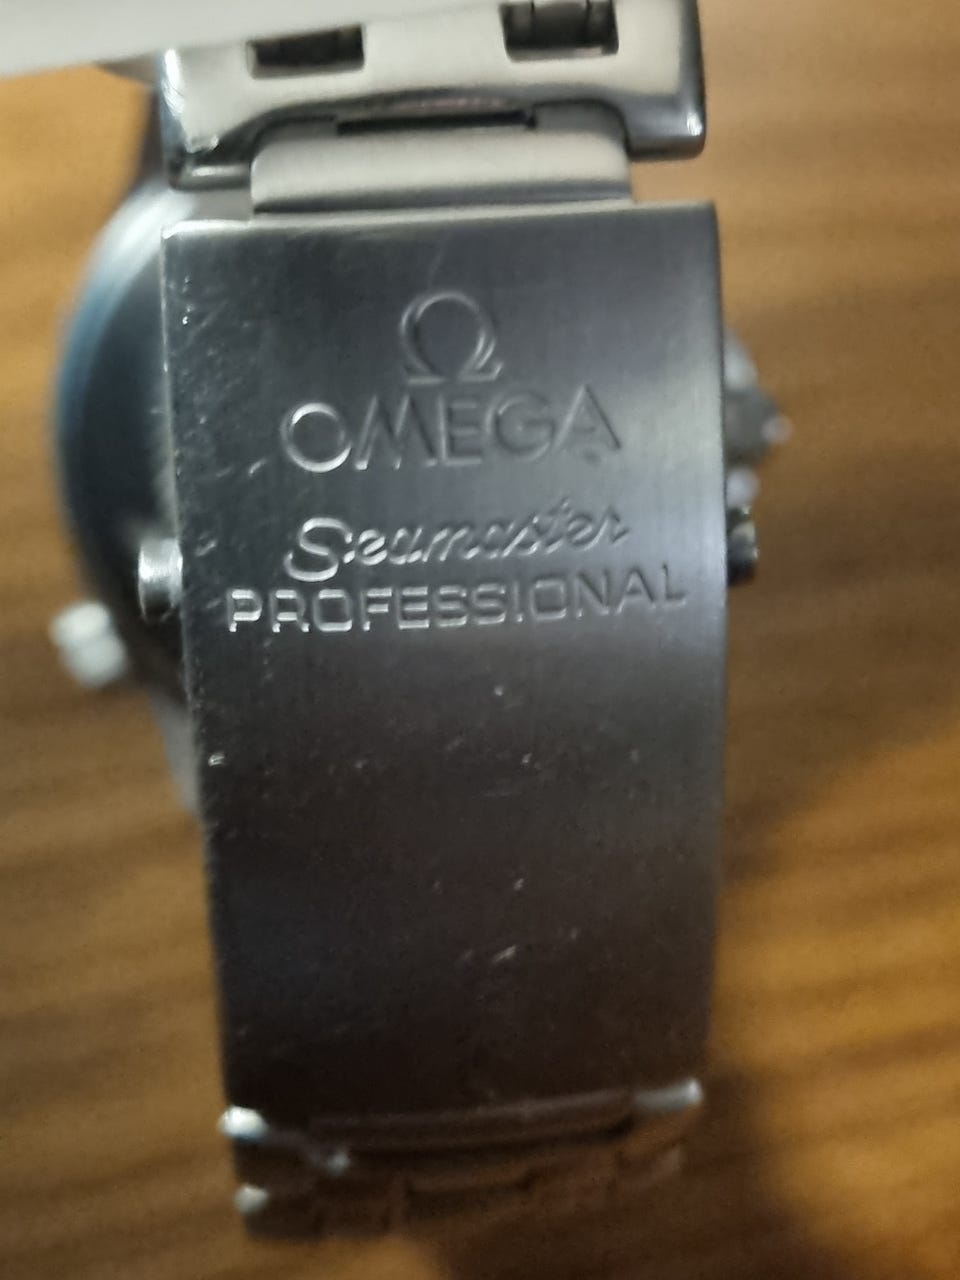 Ω
OMEGA
Seamaster
PROFESSIONAL